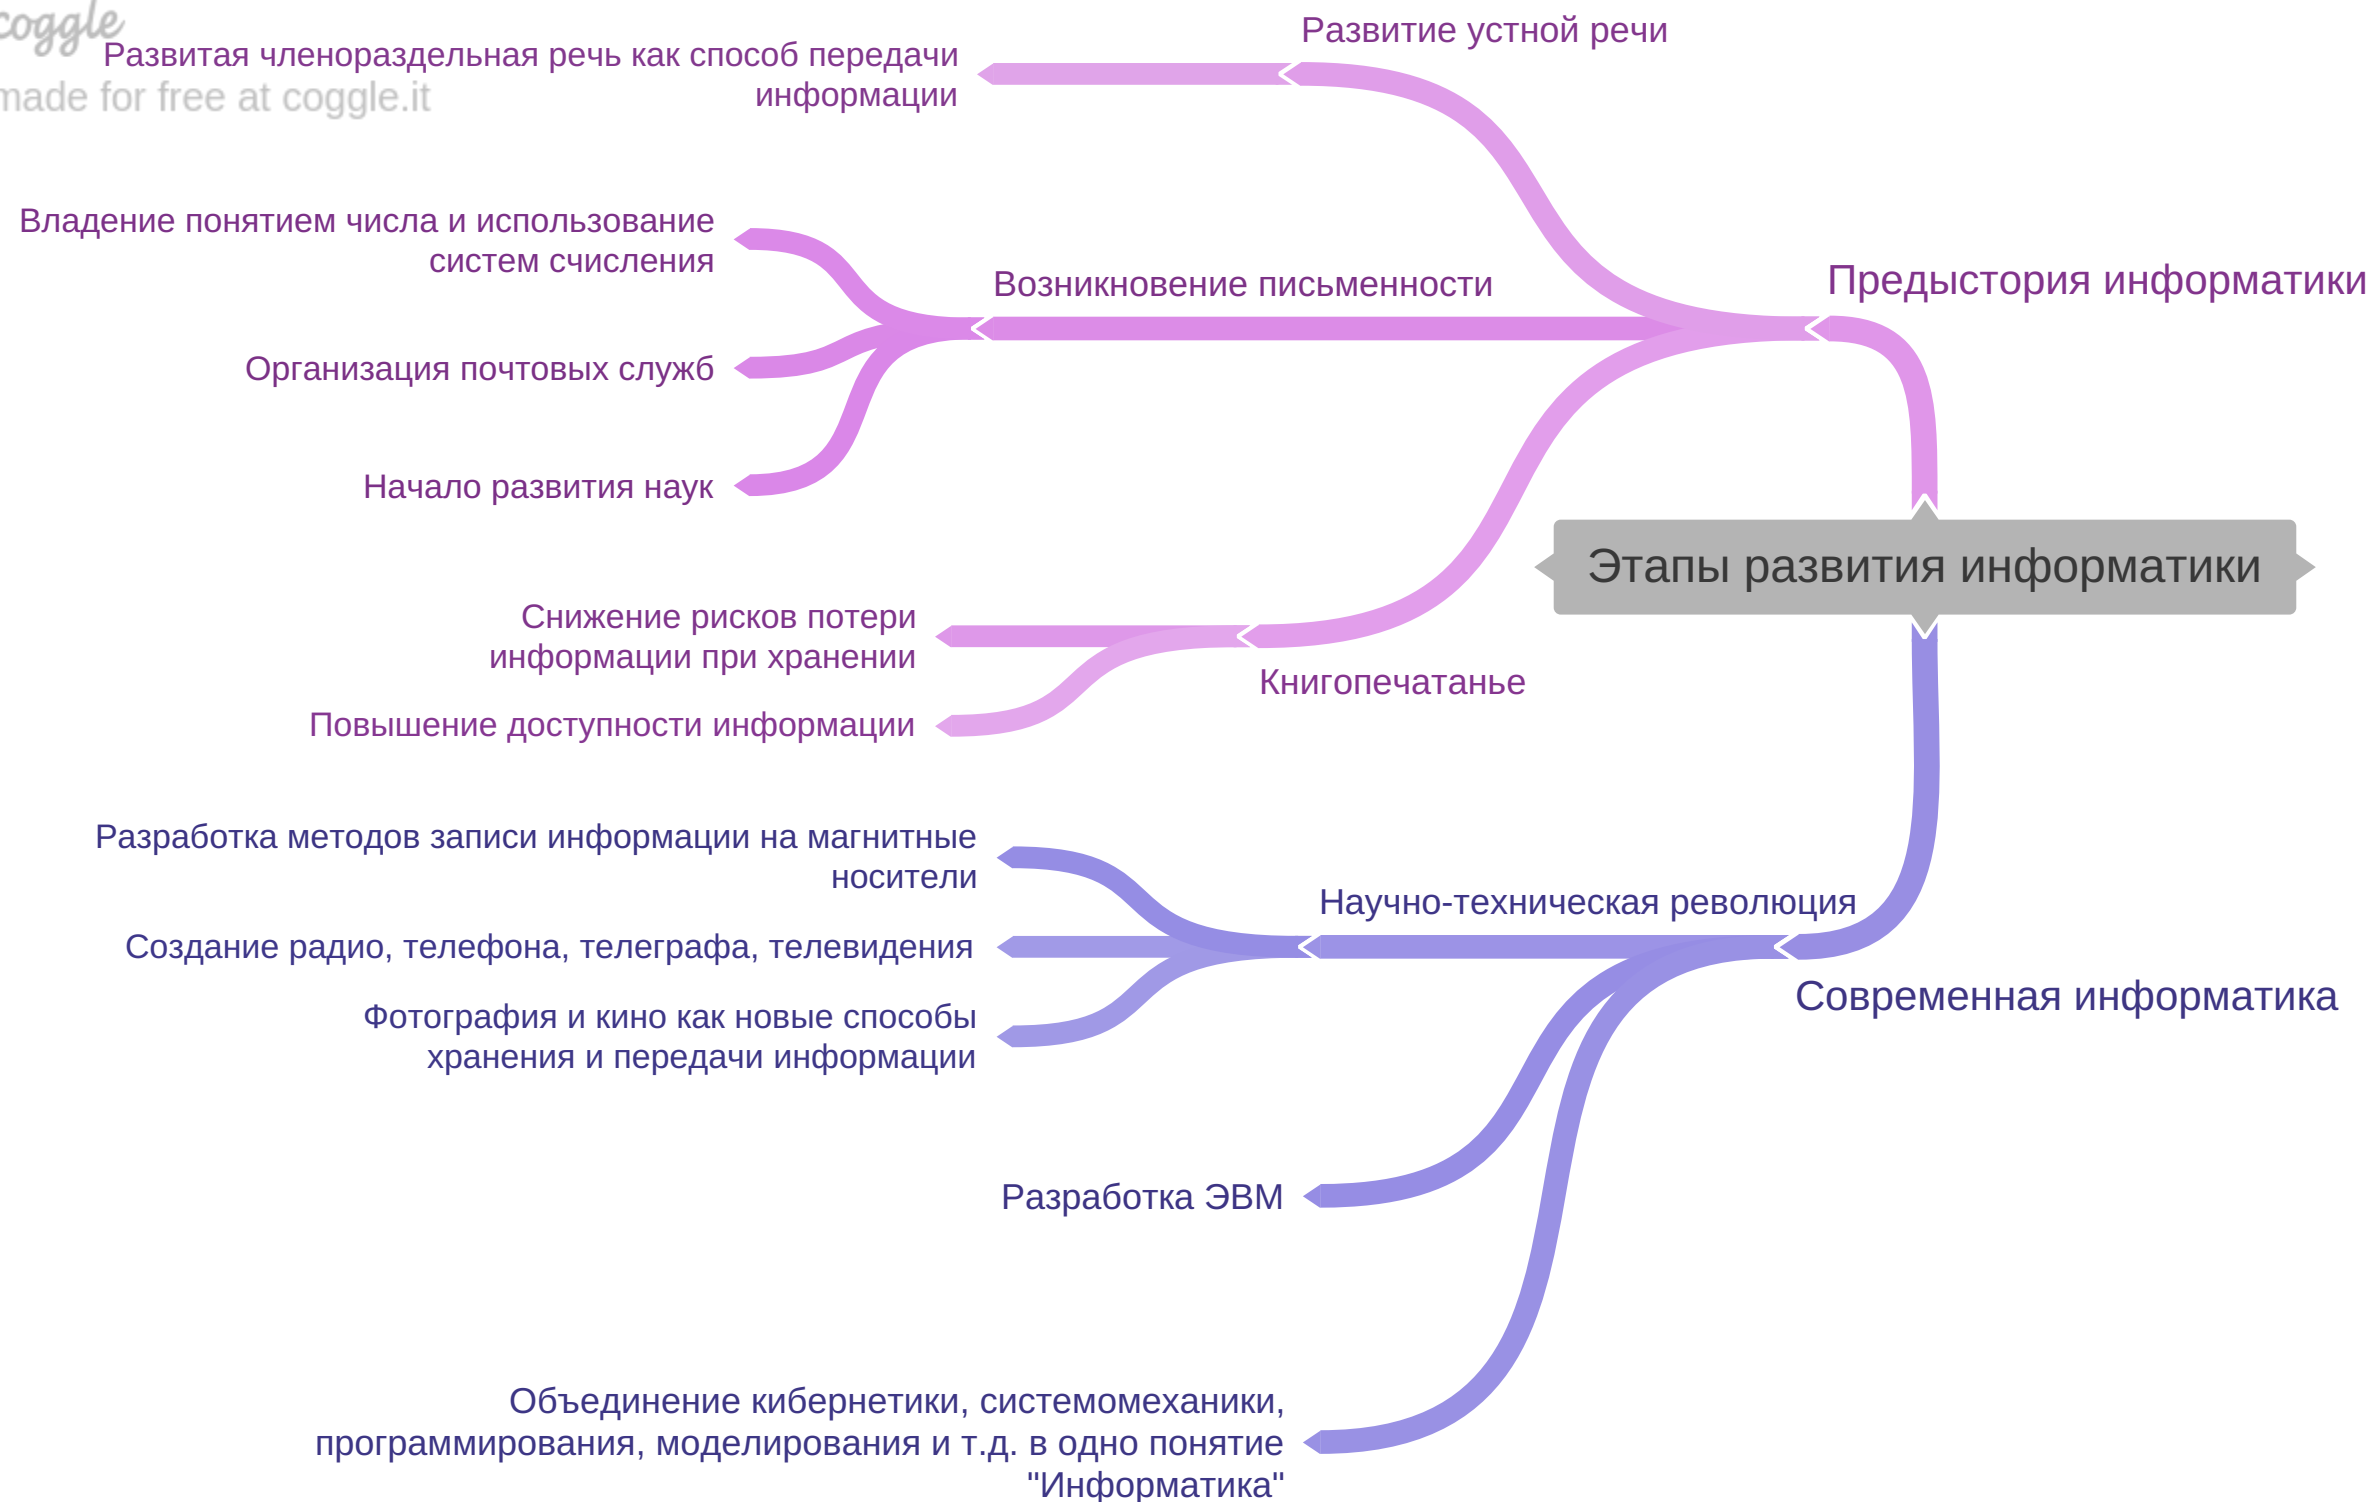 coggle
made for free at coggle.it
Развитие устной речи
Развитая членораздельная речь как способ передачи
информации
Владение понятием числа и использование
систем счисления
Возникновение письменности
Предыстория информатики
Организация почтовых служб
Начало развития наук
Этапы развития информатики
Снижение рисков потери
информации при хранении
Книгопечатанье
Повышение доступности информации
Разработка методов записи информации на магнитные
носители
Научно-техническая революция
Создание радио, телефона, телеграфа, телевидения
Современная информатика
Фотография и кино как новые способы
хранения и передачи информации
Разработка ЭВМ
Объединение кибернетики, системомеханики,
программирования, моделирования и т.д. в одно понятие
"Информатика"